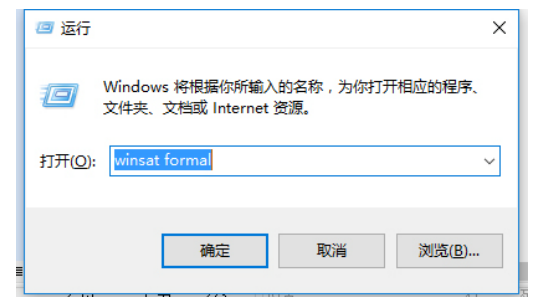 运行
Windows 将根据你所输入的名称，为你打开相应的程序、
文件夹、文档或 Internet 资源。
打开(O): winsat formal
确定 取消 浏览(B)...